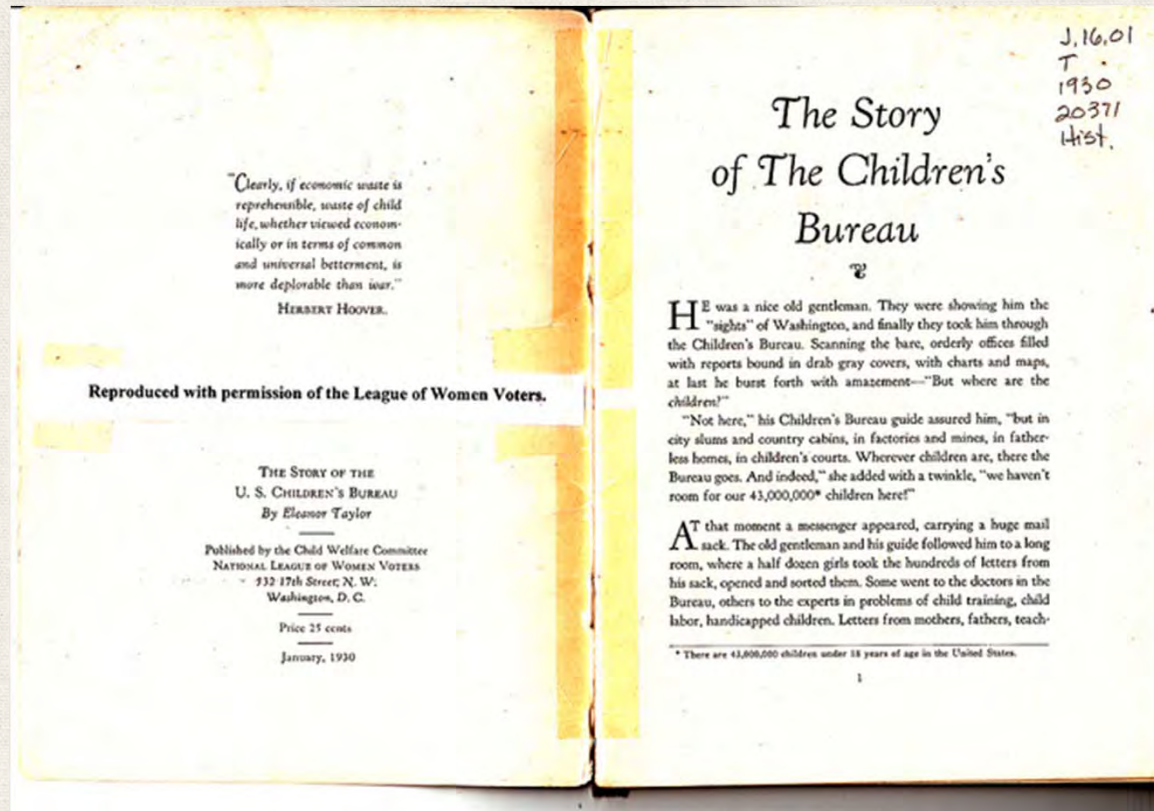 "Clearly, if economic waste is
reprehensible, waste of child
life, whether viewed econom-
ically or in terms of common
and universal betterment, is
more deplorable than war."
HERBERT HOOVER.
Reproduced with permission of the League of Women Voters.
THE STORY OF THE
U. S. CHILDREN'S BUREAU
By Eleanor Taylor
Published by the Child Welfare Committee
NATIONAL LEAGUE OF WOMEN VOTERS
532 17th Street, N. W.
Washington, D. C.
Price 25 cents
January, 1930
J.16.01
T
1930
20371
Hist.
The Story
of The Children's
Bureau
HE was a nice old gentleman. They were showing him the
"sights" of Washington, and finally they took him through
the Children's Bureau. Scanning the bare, orderly offices filled
with reports bound in drab gray covers, with charts and maps,
at last he burst forth with amazement—"But where are the
children?"
"Not here," his Children's Bureau guide assured him, "but in
city slums and country cabins, in factories and mines, in father-
less homes, in children's courts. Wherever children are, there the
Bureau goes. And indeed," she added with a twinkle, "we haven't
room for our 43,000,000* children here!"
AT that moment a messenger appeared, carrying a huge mail
sack. The old gentleman and his guide followed him to a long
room, where a half dozen girls took the hundreds of letters from
his sack, opened and sorted them. Some went to the doctors in the
Bureau, others to the experts in problems of child training, child
labor, handicapped children. Letters from mothers, fathers, teach-
* There are 43,000,000 children under 18 years of age in the United States.
1